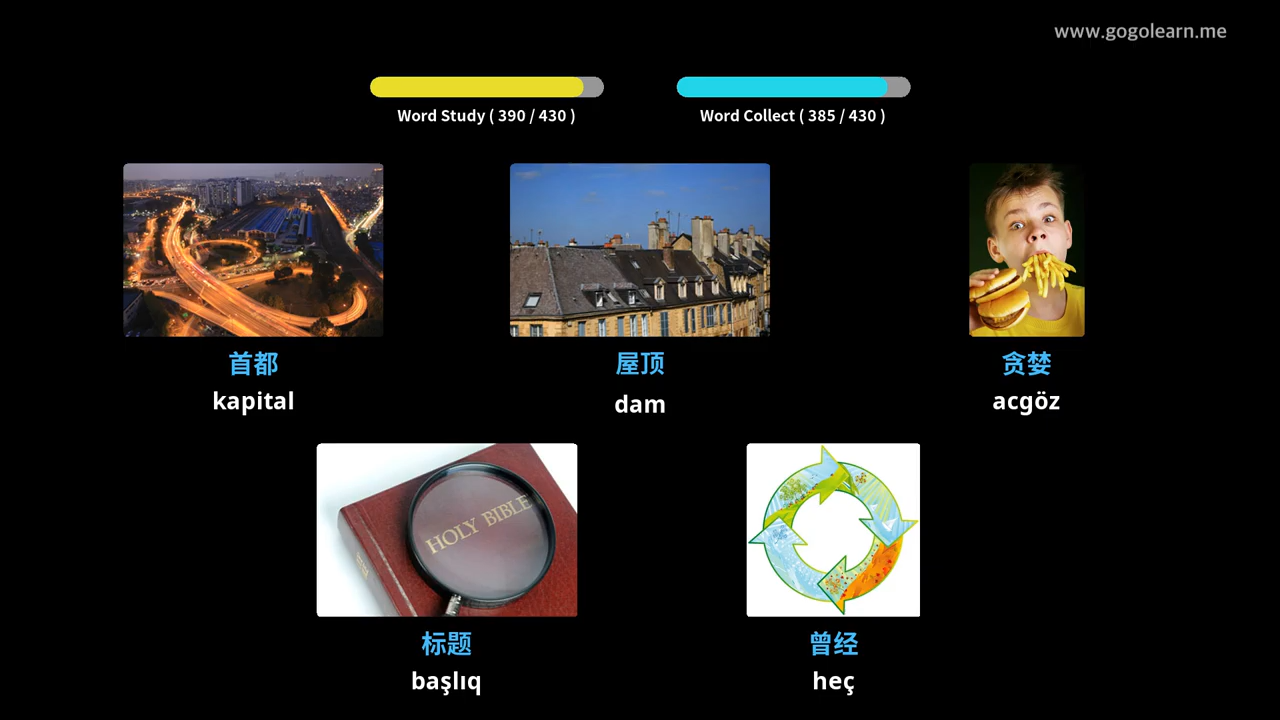 www.gogolearn.me
Word Study ( 390 / 430 )
Word Collect ( 385 / 430 )
首都
kapital
屋顶
dam
贪婪
acgöz
HOLY BIBLE
标题
başlıq
曾经
heç